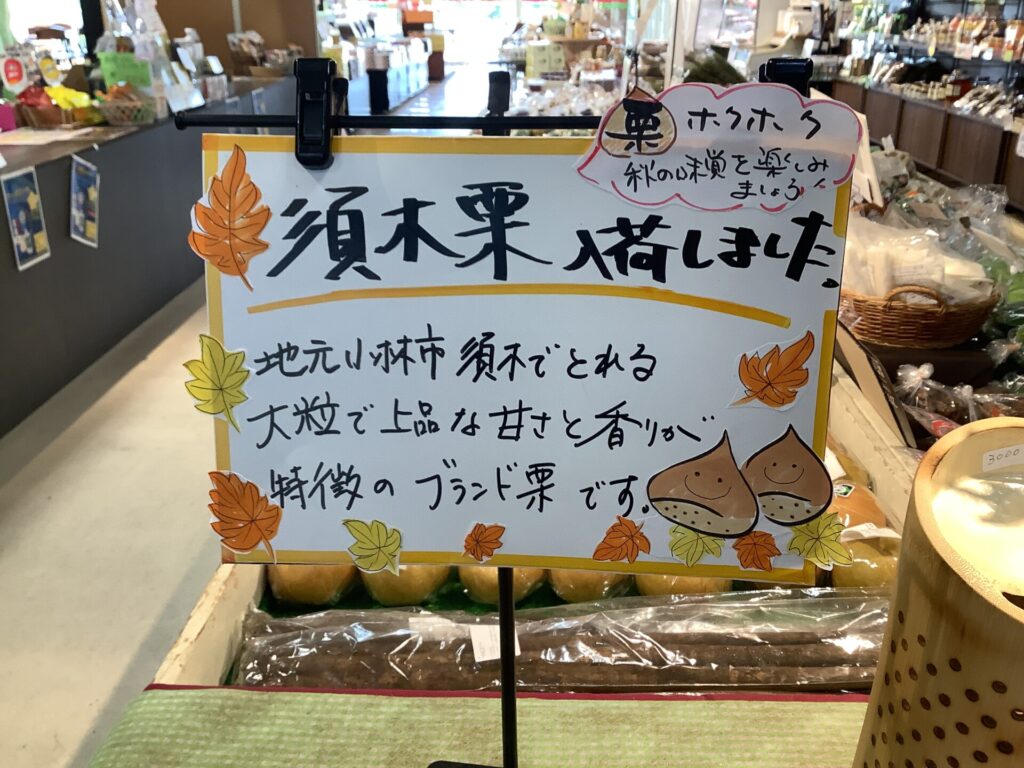 栗 ホクホク
秋の味覚を楽しみ
ましょう
須木栗 入荷しました。
地元小林市 須木でとれる
大粒で上品な甘さと香りが
特徴の ブランド栗 です。
3000